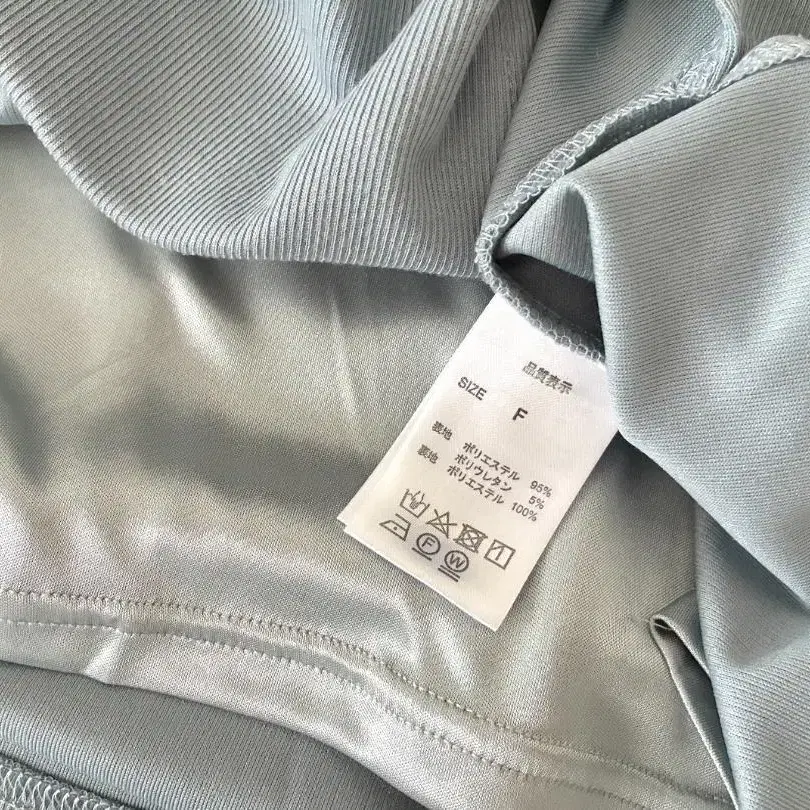 品質表示
SIZE F
表地 ポリエステル 95%
ポリウレタン 5%
裏地 ポリエステル 100%
F W